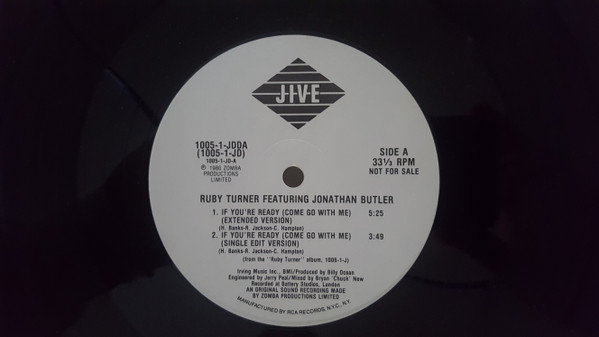 JIVE
1005-1-JDDA
(1005-1-JD)
1005-1-JD-A
℗ 1986 ZOMBA
PRODUCTIONS
LIMITED
SIDE A
33⅓ RPM
NOT FOR SALE
RUBY TURNER FEATURING JONATHAN BUTLER
1. IF YOU'RE READY (COME GO WITH ME) 5:25
(EXTENDED VERSION)
(H. Banks-R. Jackson-C. Hampton)
2. IF YOU'RE READY (COME GO WITH ME) 3:49
(SINGLE EDIT VERSION)
(H. Banks-R. Jackson-C. Hampton)
(from the "Ruby Turner" album, 1006-1-J)
Irving Music Inc., BMI/Produced by Billy Ocean
Engineered by Jerry Peal/Mixed by Bryan 'Chuck' New
Recorded at Battery Studios, London
AN ORIGINAL SOUND RECORDING MADE
BY ZOMBA PRODUCTIONS LIMITED
MANUFACTURED BY RCA RECORDS, N.Y.C., N.Y.